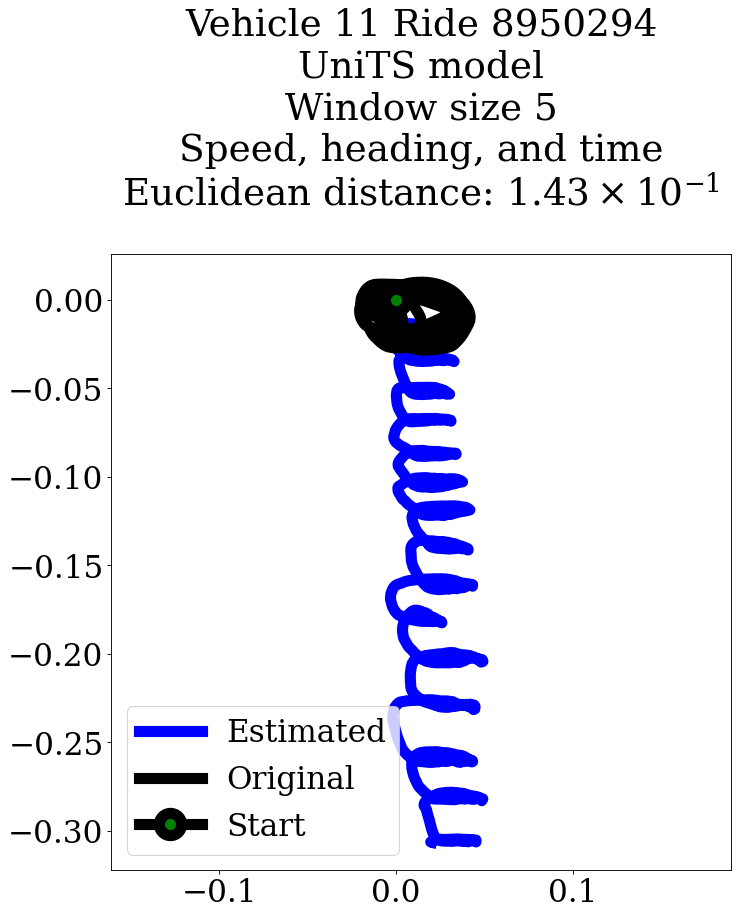 Vehicle 11 Ride 8950294
UniTS model
Window size 5
Speed, heading, and time
Euclidean distance: 1.43 × 10⁻¹
0.00
−0.05
−0.10
−0.15
−0.20
−0.25
−0.30
Estimated
Original
Start
−0.1 0.0 0.1